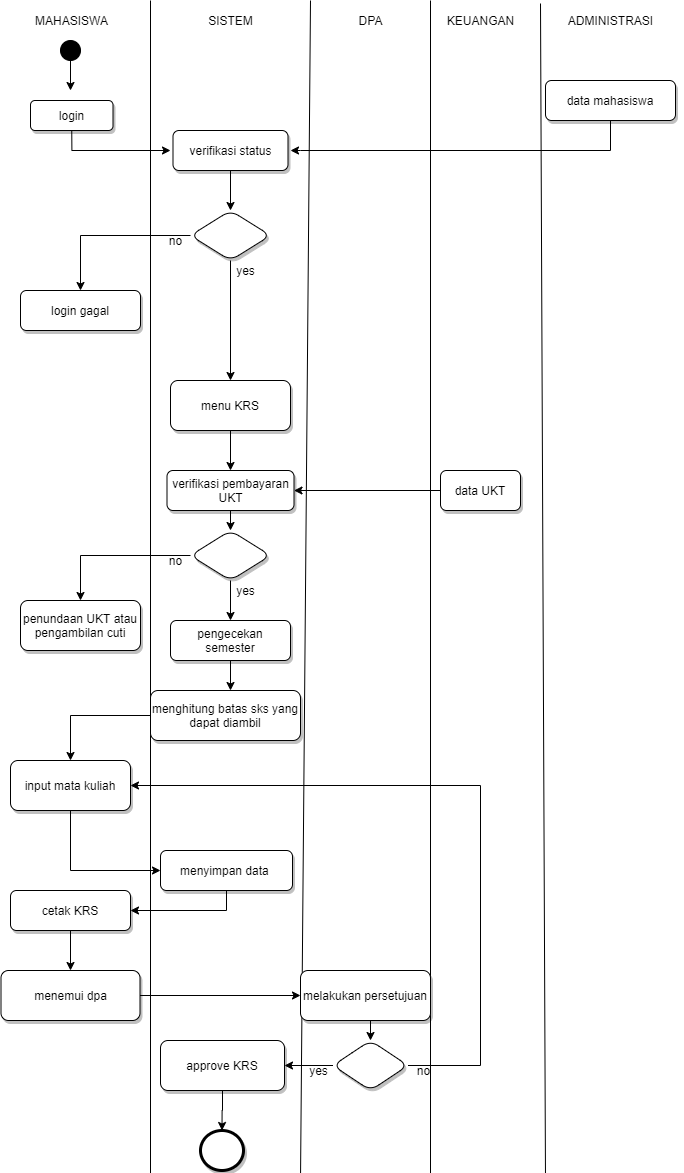 MAHASISWA
SISTEM
DPA
KEUANGAN
ADMINISTRASI
data mahasiswa
login
verifikasi status
no
yes
login gagal
menu KRS
verifikasi pembayaran
UKT
data UKT
no
yes
penundaan UKT atau
pengambilan cuti
pengecekan
semester
menghitung batas sks yang
dapat diambil
input mata kuliah
menyimpan data
cetak KRS
menemui dpa
melakukan persetujuan
approve KRS
yes
no